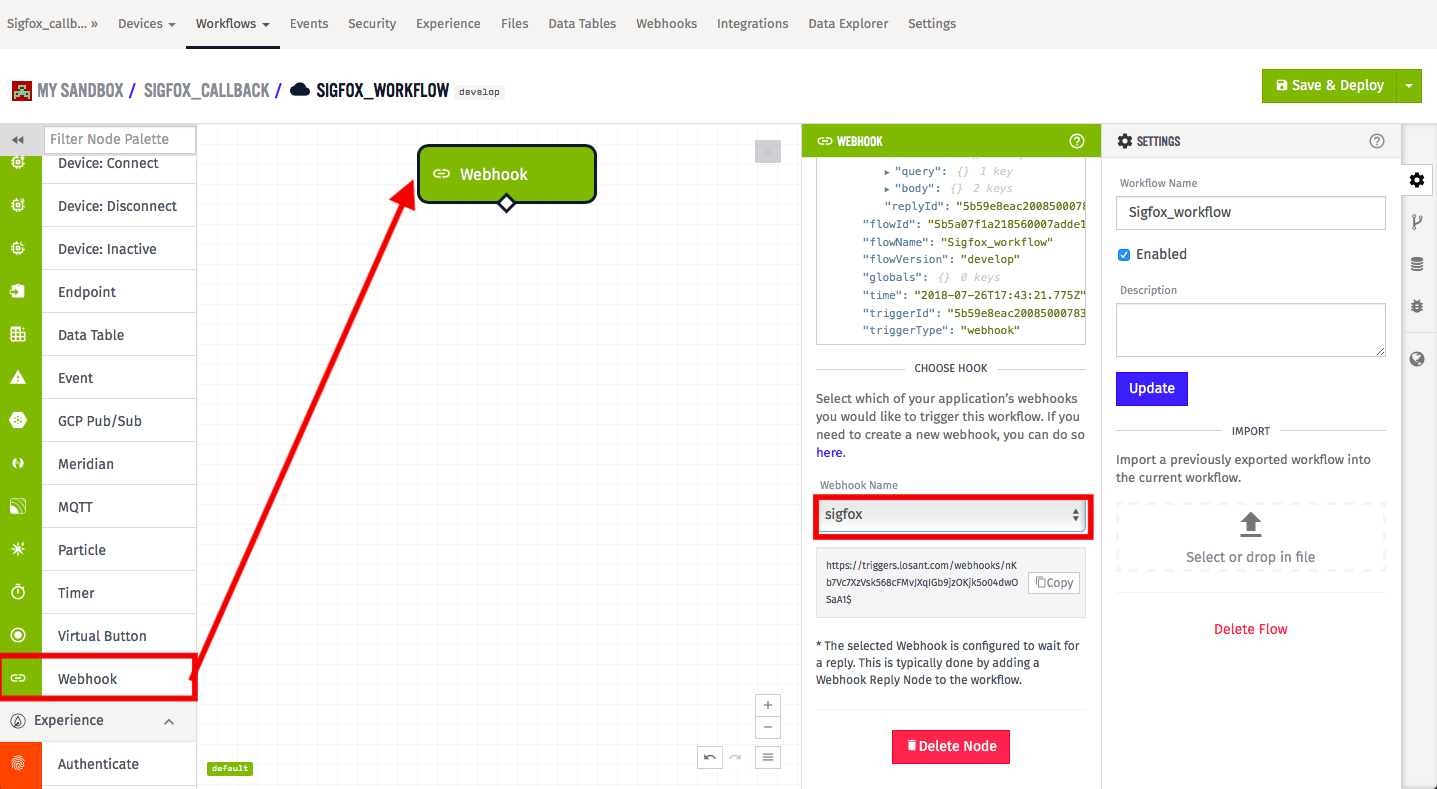 Sigfox_callb... » Devices Workflows Events Security Experience Files Data Tables Webhooks Integrations Data Explorer Settings
MY SANDBOX / SIGFOX_CALLBACK / SIGFOX_WORKFLOW develop
Save & Deploy
Filter Node Palette
Device: Connect
Device: Disconnect
Device: Inactive
Endpoint
Data Table
Event
GCP Pub/Sub
Meridian
MQTT
Particle
Timer
Virtual Button
Webhook
Experience
Authenticate
Webhook
default
WEBHOOK
"query": {} 1 key
"body": {} 2 keys
"replyId": "5b59e8eac2008500078
"flowId": "5b5a07f1a218560007adde1
"flowName": "Sigfox_workflow"
"flowVersion": "develop"
"globals": {} 0 keys
"time": "2018-07-26T17:43:21.775Z"
"triggerId": "5b59e8eac20085000783
"triggerType": "webhook"
CHOOSE HOOK
Select which of your application's webhooks
you would like to trigger this workflow. If you
need to create a new webhook, you can do so
here.
Webhook Name
sigfox
https://triggers.losant.com/webhooks/nK
b7Vc7XzVsk568cFMvJXqIGb9jzOKjk5o04dwO
SaA1$
Copy
* The selected Webhook is configured to wait for
a reply. This is typically done by adding a
Webhook Reply Node to the workflow.
Delete Node
SETTINGS
Workflow Name
Sigfox_workflow
Enabled
Description
Update
IMPORT
Import a previously exported workflow into
the current workflow.
Select or drop in file
Delete Flow